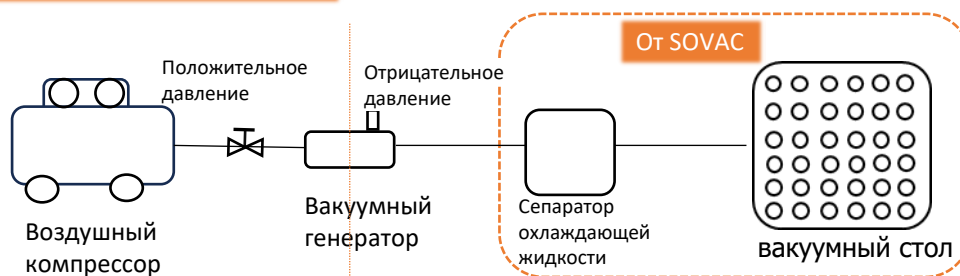 От SOVAC
Положительное
давление
Отрицательное
давление
Воздушный
компрессор
Вакуумный
генератор
Сепаратор
охлаждающей
жидкости
вакуумный стол